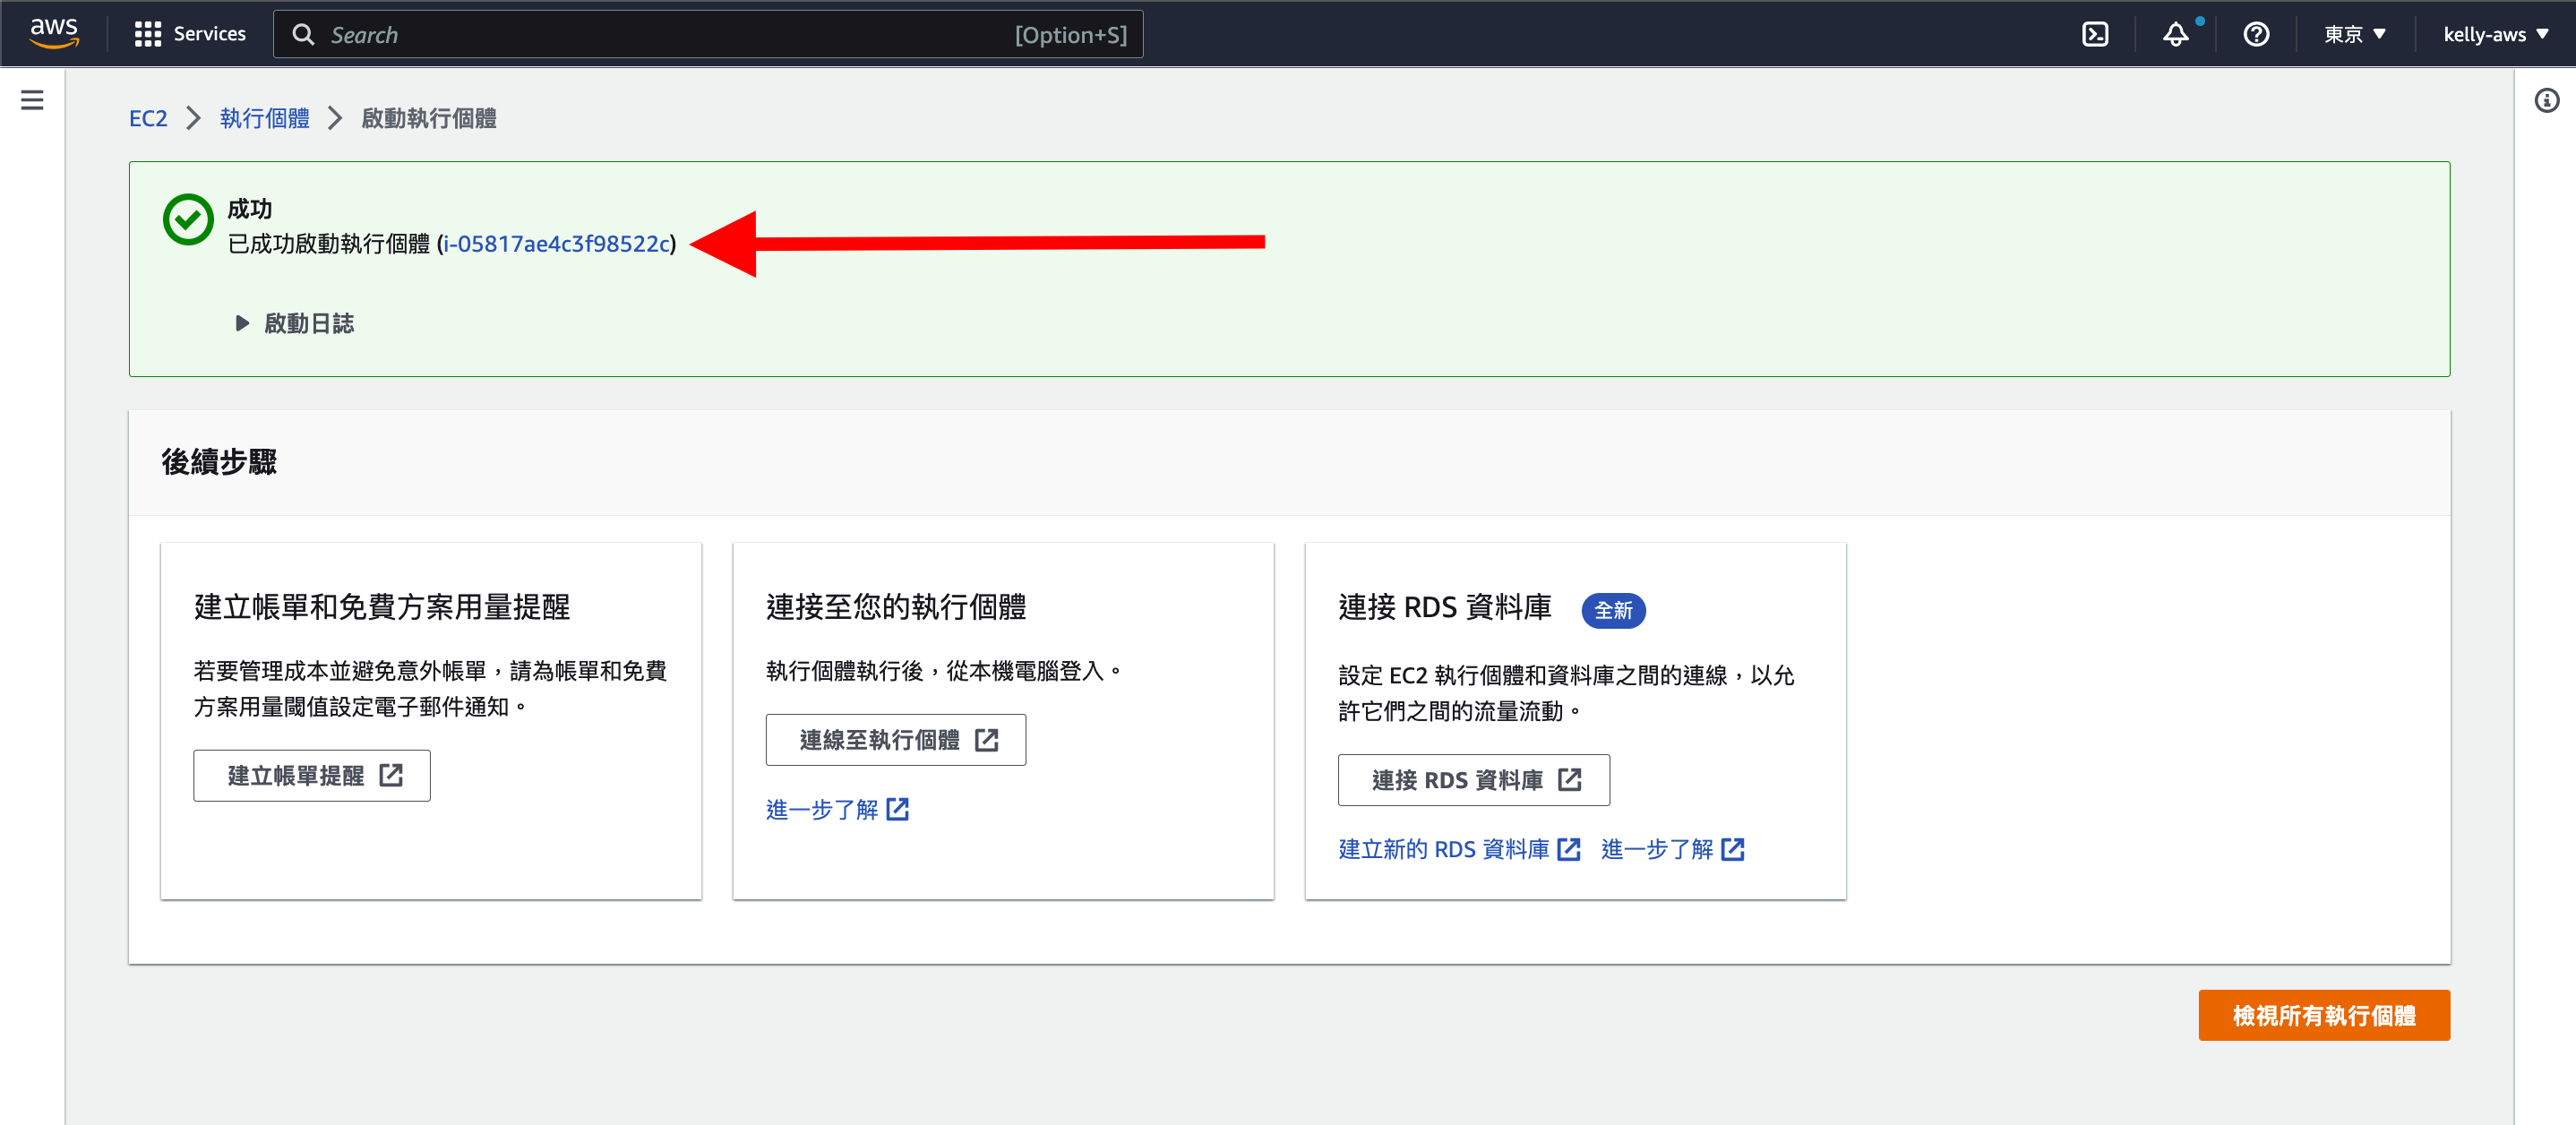 aws
Services
Search
[Option+S]
東京
kelly-aws
EC2
執行個體
啟動執行個體
成功
已成功啟動執行個體 (i-05817ae4c3f98522c)
啟動日誌
後續步驟
建立帳單和免費方案用量提醒
若要管理成本並避免意外帳單，請為帳單和免費
方案用量閾值設定電子郵件通知。
建立帳單提醒
連接至您的執行個體
執行個體執行後，從本機電腦登入。
連線至執行個體
進一步了解
連接 RDS 資料庫
全新
設定 EC2 執行個體和資料庫之間的連線，以允
許它們之間的流量流動。
連接 RDS 資料庫
建立新的 RDS 資料庫
進一步了解
檢視所有執行個體